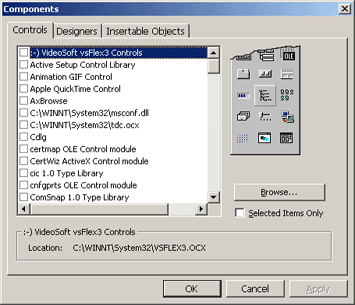 Components
Controls
Designers
Insertable Objects
:-) VideoSoft vsFlex3 Controls
Active Setup Control Library
Animation GIF Control
Apple QuickTime Control
AxBrowse
C:\WINNT\System32\msconf.dll
C:\WINNT\System32\tdc.ocx
Cdlg
certmap OLE Control module
CertWiz ActiveX Control module
cic 1.0 Type Library
cnfgprts OLE Control module
ComSnap 1.0 Type Library
OLE
Browse...
Selected Items Only
:-) VideoSoft vsFlex3 Controls
Location: C:\WINNT\System32\VSFLEX3.OCX
OK
Cancel
Apply